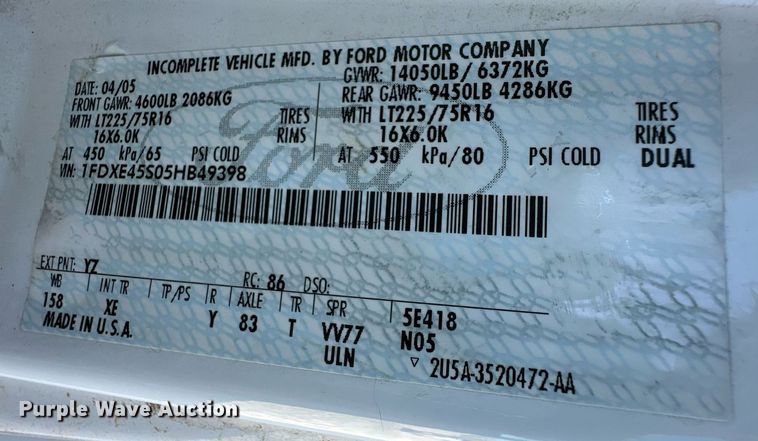 INCOMPLETE VEHICLE MFD. BY FORD MOTOR COMPANY
DATE: 04/05 GVWR: 14050LB/ 6372KG
FRONT GAWR: 4600LB 2086KG REAR GAWR: 9450LB 4286KG
WITH LT225/75R16 TIRES WITH LT225/75R16 TIRES
16X6.0K RIMS 16X6.0K RIMS
AT 450 kPa/65 PSI COLD AT 550 kPa/80 PSI COLD DUAL
VIN: 1FDXE45S05HB49398
Ford
EXT PNT: YZ RC: 86 DSO:
WB INT TR TP/PS R AXLE TR SPR
158 XE Y 83 T VV77 5E418
MADE IN U.S.A. ULN N05
▽ 2U5A-3520472-AA
Purple Wave Auction